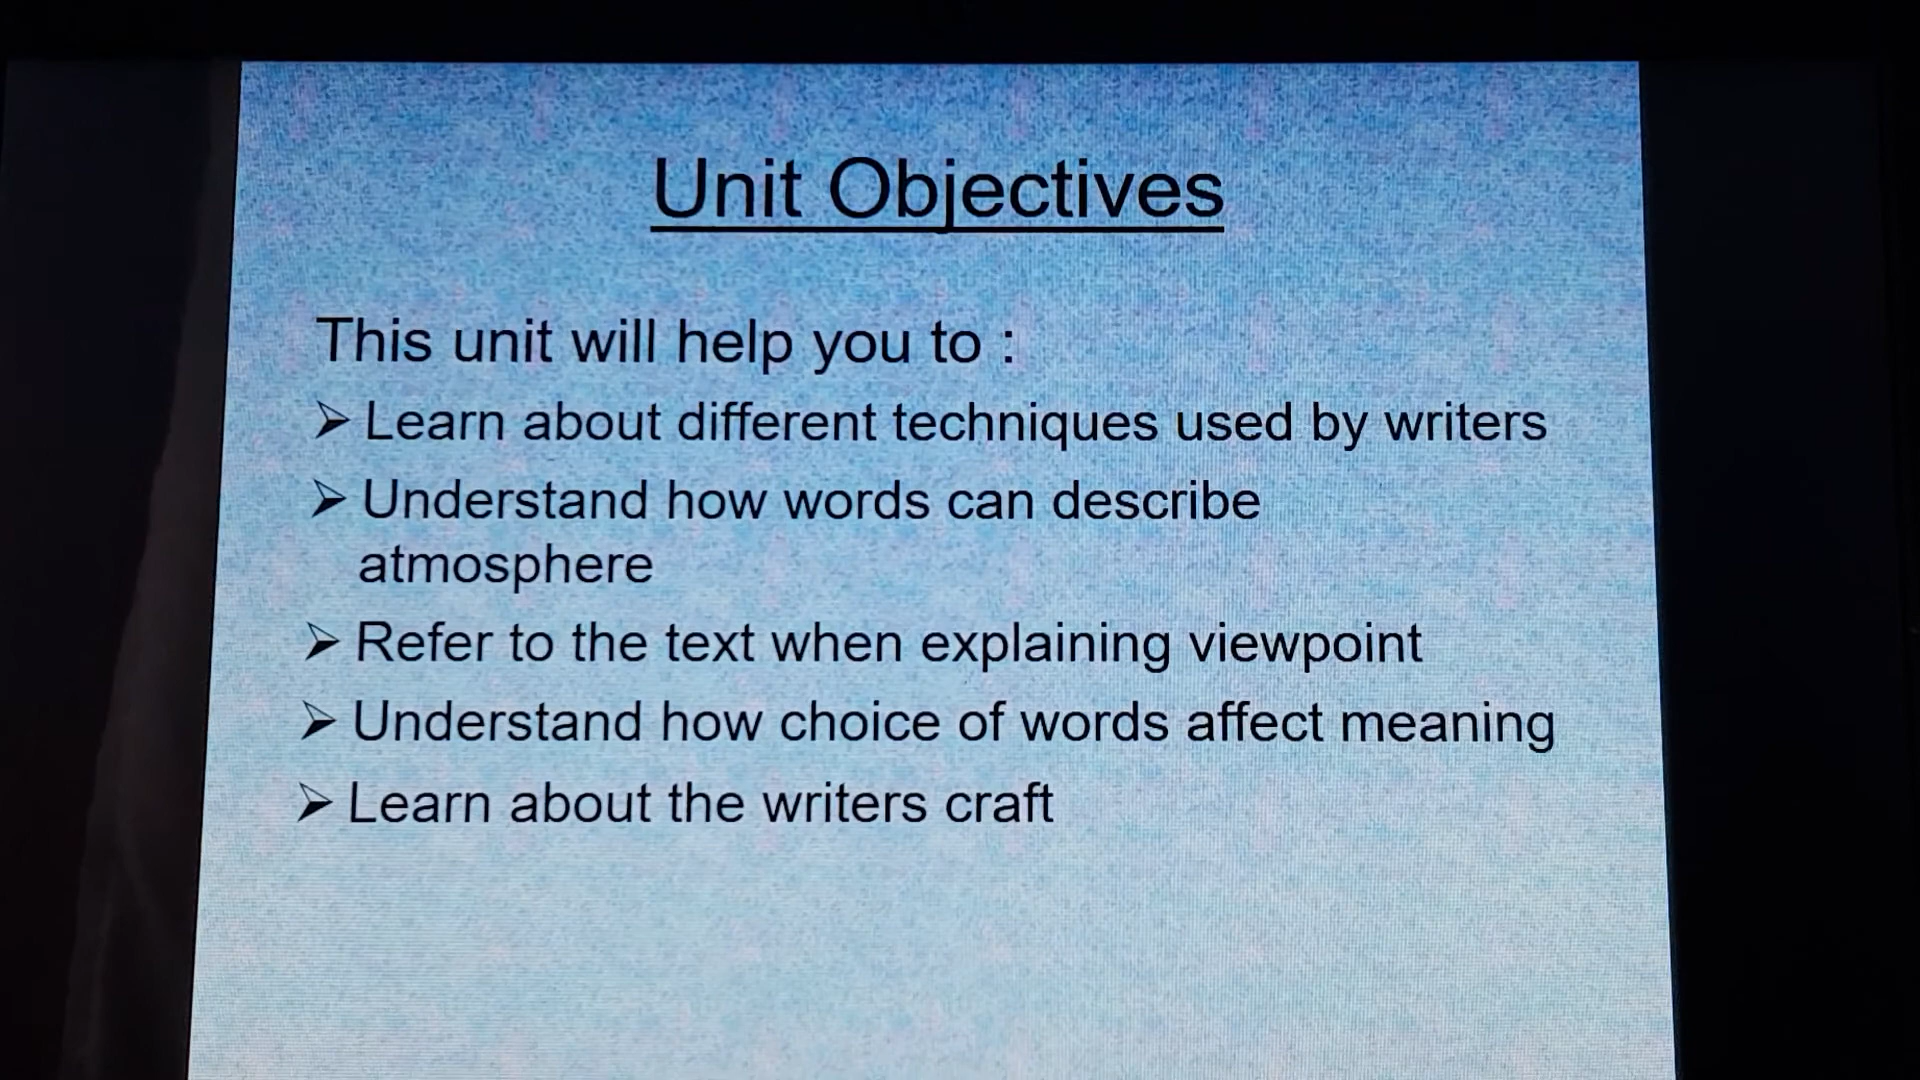 Unit Objectives
This unit will help you to :
➢ Learn about different techniques used by writers
➢ Understand how words can describe
atmosphere
➢ Refer to the text when explaining viewpoint
➢ Understand how choice of words affect meaning
➢ Learn about the writers craft